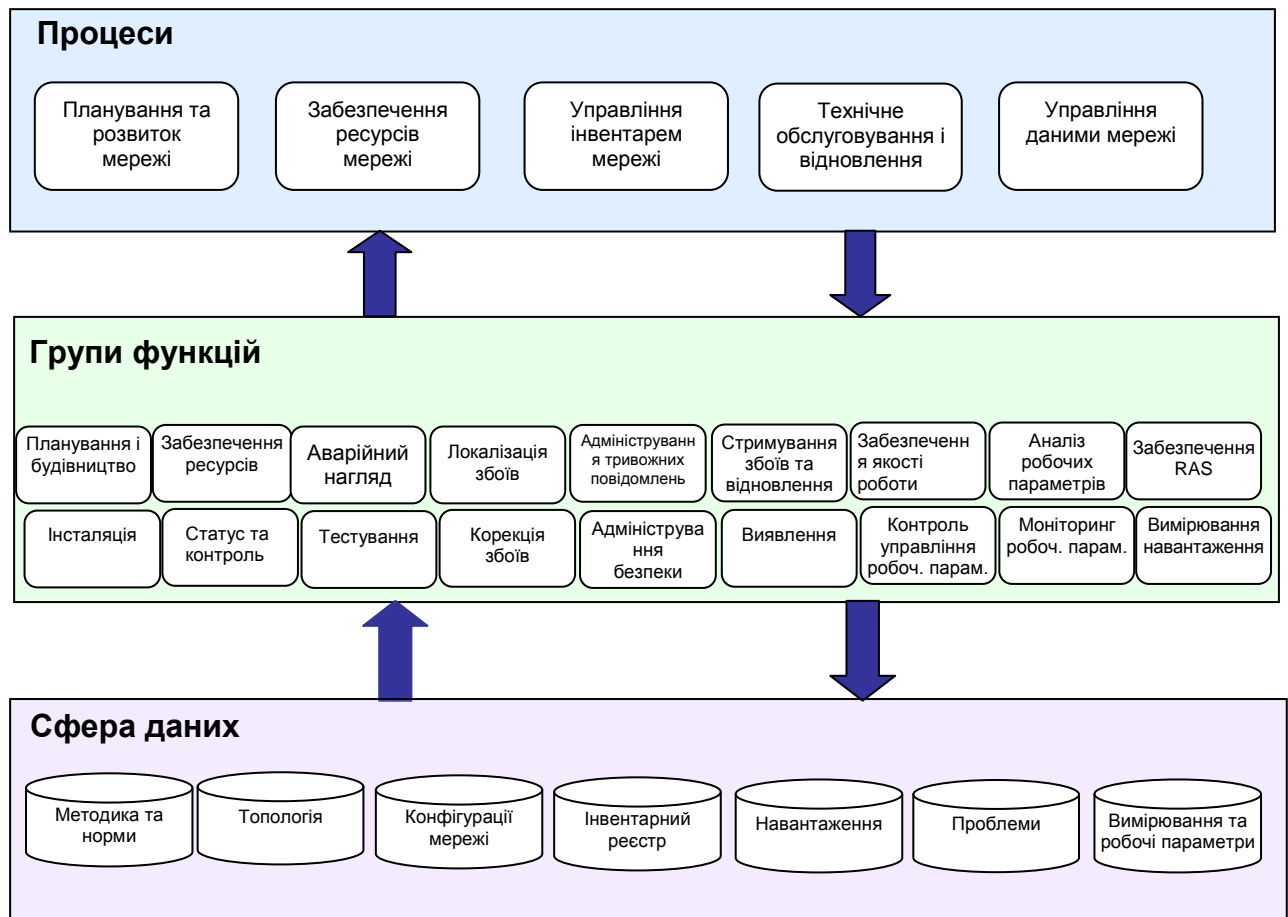 Процеси
Планування та
розвиток
мережі
Забезпечення
ресурсів
мережі
Управління
інвентарем
мережі
Технічне
обслуговування і
відновлення
Управління
даними мережі
Групи функцій
Планування і
будівництво
Забезпечення
ресурсів
Аварійний
нагляд
Локалізація
збоїв
Адмініструванн
я тривожних
повідомлень
Стримування
збоїв та
відновлення
Забезпеченн
я якості
роботи
Аналіз
робочих
параметрів
Забезпечення
RAS
Інсталяція
Статус та
контроль
Тестування
Корекція
збоїв
Адмініструва
ння
безпеки
Виявлення
Контроль
управління
робоч. парам.
Моніторинг
робоч. парам.
Вимірювання
навантаження
Сфера даних
Методика та
норми
Топологія
Конфігурації
мережі
Інвентарний
реєстр
Навантаження
Проблеми
Вимірювання та
робочі параметри